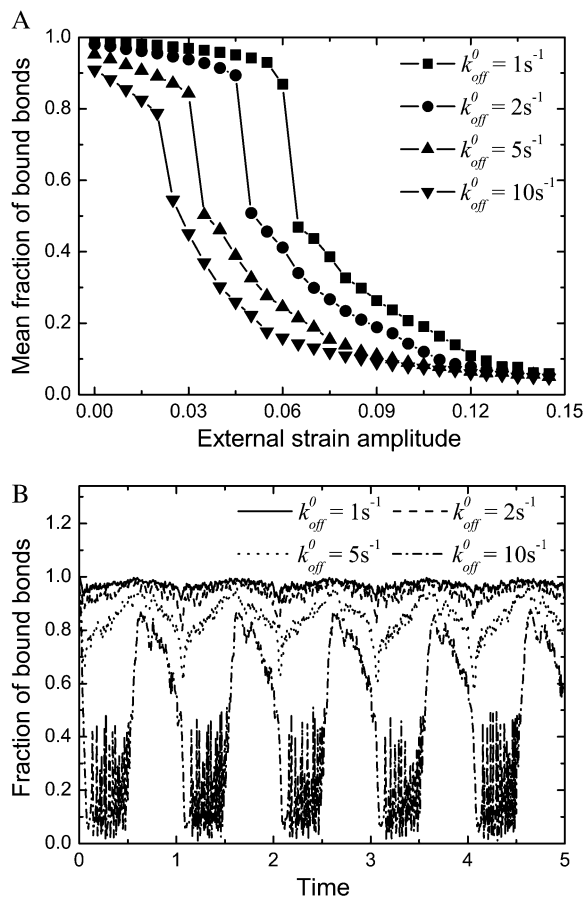 A
1.0
0.8
0.6
0.4
0.2
0.0
Mean fraction of bound bonds
k⁰off = 1s⁻¹
k⁰off = 2s⁻¹
k⁰off = 5s⁻¹
k⁰off = 10s⁻¹
0.00 0.03 0.06 0.09 0.12 0.15
External strain amplitude
B
1.2
1.0
0.8
0.6
0.4
0.2
0.0
Fraction of bound bonds
k⁰off = 1s⁻¹ k⁰off = 2s⁻¹
k⁰off = 5s⁻¹ k⁰off = 10s⁻¹
0 1 2 3 4 5
Time